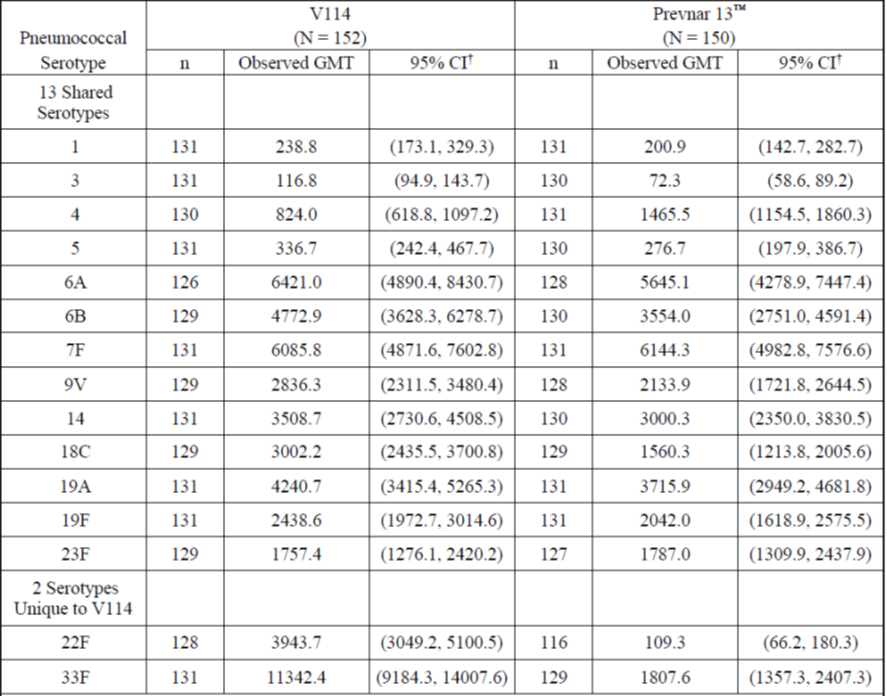 V114 Prevnar 13™
Pneumococcal (N = 152) (N = 150)
Serotype n Observed GMT 95% CI† n Observed GMT 95% CI†
13 Shared
Serotypes
1 131 238.8 (173.1, 329.3) 131 200.9 (142.7, 282.7)
3 131 116.8 (94.9, 143.7) 130 72.3 (58.6, 89.2)
4 130 824.0 (618.8, 1097.2) 131 1465.5 (1154.5, 1860.3)
5 131 336.7 (242.4, 467.7) 130 276.7 (197.9, 386.7)
6A 126 6421.0 (4890.4, 8430.7) 128 5645.1 (4278.9, 7447.4)
6B 129 4772.9 (3628.3, 6278.7) 130 3554.0 (2751.0, 4591.4)
7F 131 6085.8 (4871.6, 7602.8) 131 6144.3 (4982.8, 7576.6)
9V 129 2836.3 (2311.5, 3480.4) 128 2133.9 (1721.8, 2644.5)
14 131 3508.7 (2730.6, 4508.5) 130 3000.3 (2350.0, 3830.5)
18C 129 3002.2 (2435.5, 3700.8) 129 1560.3 (1213.8, 2005.6)
19A 131 4240.7 (3415.4, 5265.3) 131 3715.9 (2949.2, 4681.8)
19F 131 2438.6 (1972.7, 3014.6) 131 2042.0 (1618.9, 2575.5)
23F 129 1757.4 (1276.1, 2420.2) 127 1787.0 (1309.9, 2437.9)
2 Serotypes
Unique to V114
22F 128 3943.7 (3049.2, 5100.5) 116 109.3 (66.2, 180.3)
33F 131 11342.4 (9184.3, 14007.6) 129 1807.6 (1357.3, 2407.3)